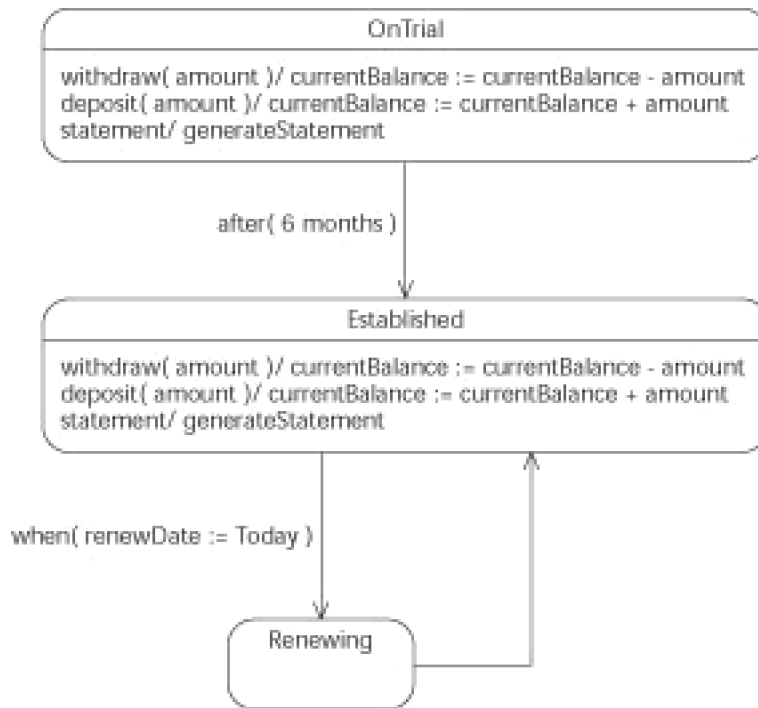 OnTrial
withdraw( amount )/ currentBalance := currentBalance - amount
deposit( amount )/ currentBalance := currentBalance + amount
statement/ generateStatement
after( 6 months )
Established
withdraw( amount )/ currentBalance := currentBalance - amount
deposit( amount )/ currentBalance := currentBalance + amount
statement/ generateStatement
when( renewDate := Today )
Renewing